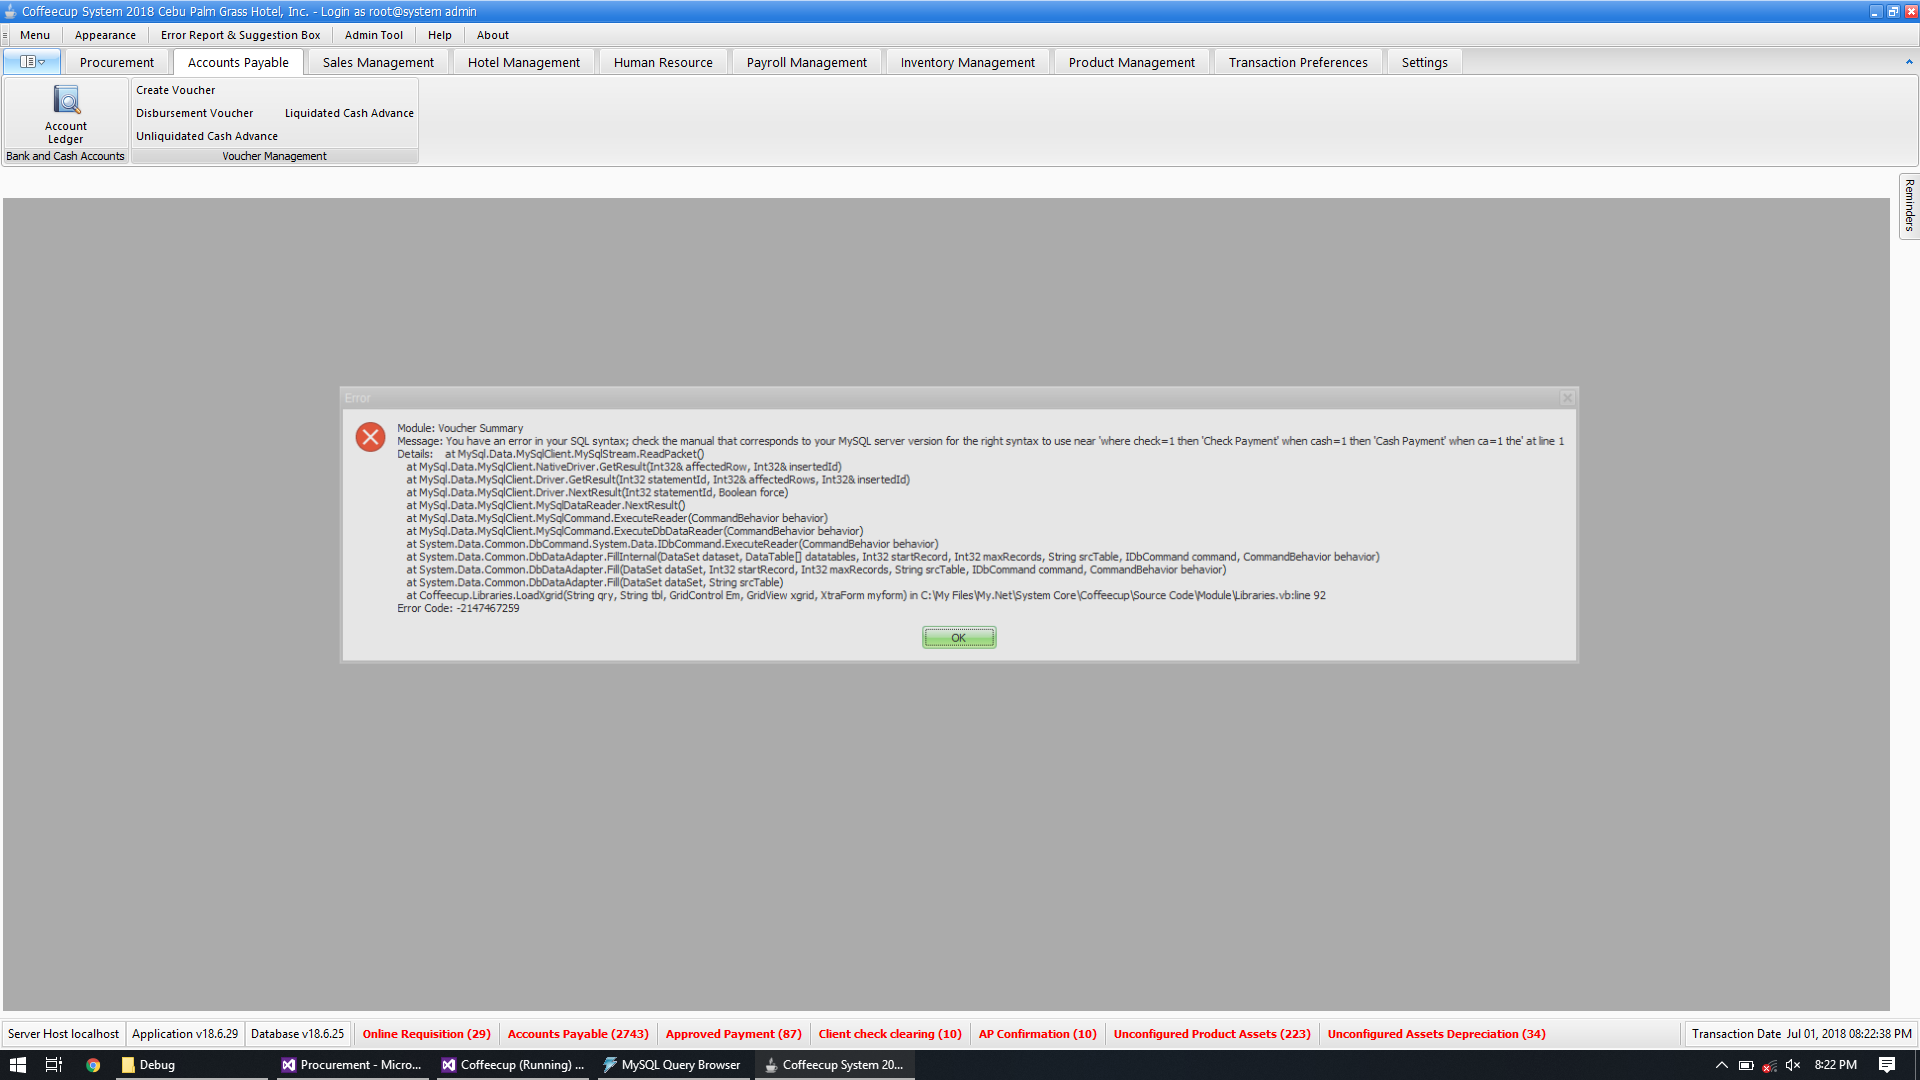 Coffeecup System 2018 Cebu Palm Grass Hotel, Inc. - Login as root@system admin
Menu Appearance Error Report & Suggestion Box Admin Tool Help About
Procurement Accounts Payable Sales Management Hotel Management Human Resource Payroll Management Inventory Management Product Management Transaction Preferences Settings
Account
Ledger
Bank and Cash Accounts
Create Voucher
Disbursement Voucher Liquidated Cash Advance
Unliquidated Cash Advance
Voucher Management
Reminders
Error
Module: Voucher Summary
Message: You have an error in your SQL syntax; check the manual that corresponds to your MySQL server version for the right syntax to use near 'where check=1 then 'Check Payment' when cash=1 then 'Cash Payment' when ca=1 the' at line 1
Details: at MySql.Data.MySqlClient.MySqlStream.ReadPacket()
at MySql.Data.MySqlClient.NativeDriver.GetResult(Int32& affectedRow, Int32& insertedId)
at MySql.Data.MySqlClient.Driver.GetResult(Int32 statementId, Int32& affectedRows, Int32& insertedId)
at MySql.Data.MySqlClient.Driver.NextResult(Int32 statementId, Boolean force)
at MySql.Data.MySqlClient.MySqlDataReader.NextResult()
at MySql.Data.MySqlClient.MySqlCommand.ExecuteReader(CommandBehavior behavior)
at MySql.Data.MySqlClient.MySqlCommand.ExecuteDbDataReader(CommandBehavior behavior)
at System.Data.Common.DbCommand.System.Data.IDbCommand.ExecuteReader(CommandBehavior behavior)
at System.Data.Common.DbDataAdapter.FillInternal(DataSet dataset, DataTable[] datatables, Int32 startRecord, Int32 maxRecords, String srcTable, IDbCommand command, CommandBehavior behavior)
at System.Data.Common.DbDataAdapter.Fill(DataSet dataSet, Int32 startRecord, Int32 maxRecords, String srcTable, IDbCommand command, CommandBehavior behavior)
at System.Data.Common.DbDataAdapter.Fill(DataSet dataSet, String srcTable)
at Coffeecup.Libraries.LoadXgrid(String qry, String tbl, GridControl Em, GridView xgrid, XtraForm myform) in C:\My Files\My.Net\System Core\Coffeecup\Source Code\Module\Libraries.vb:line 92
Error Code: -2147467259
OK
Server Host localhost Application v18.6.29 Database v18.6.25 Online Requisition (29) Accounts Payable (2743) Approved Payment (87) Client check clearing (10) AP Confirmation (10) Unconfigured Product Assets (223) Unconfigured Assets Depreciation (34) Transaction Date Jul 01, 2018 08:22:38 PM
Debug Procurement - Micro... Coffeecup (Running) ... MySQL Query Browser Coffeecup System 20... 8:22 PM